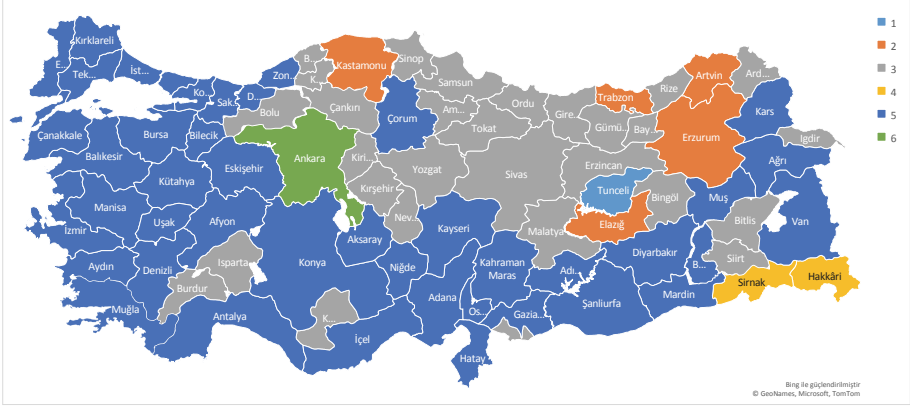 1
2
3
4
5
6
Kırklareli
E...
Tek...
İst...
Ko...
Sak...
D...
Zon...
B...
K...
Kastamonu
Sinop
Samsun
Ordu
Gire...
Trabzon
Rize
Artvin
Ard...
Kars
Igdir
Bolu
Çankırı
Çorum
Am...
Tokat
Gümü...
Bay...
Erzurum
Ağrı
Çanakkale
Bursa
Bilecik
Balıkesir
Eskişehir
Ankara
Kiri...
Yozgat
Sivas
Erzincan
Kütahya
Kırşehir
Tunceli
Bingöl
Muş
Manisa
Uşak
Afyon
Nev...
Kayseri
Malatya
Elazığ
Bitlis
Van
İzmir
Aksaray
Diyarbakır
Siirt
Aydın
Denizli
Isparta
Konya
Niğde
Kahraman
Maras
Adı...
B...
Sirnak
Hakkâri
Burdur
Mardin
Muğla
Antalya
K...
İçel
Adana
Os...
Gazia...
Şanlıurfa
Hatay
Bing ile güçlendirilmiştir
© GeoNames, Microsoft, TomTom